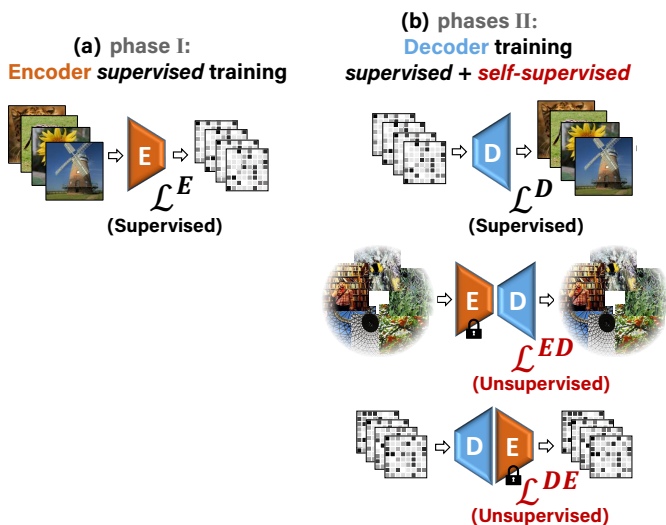 (a) phase I:
Encoder supervised training
E
ℒ^E
(Supervised)
(b) phases II:
Decoder training
supervised + self-supervised
D
ℒ^D
(Supervised)
E D
ℒ^ED
(Unsupervised)
D E
ℒ^DE
(Unsupervised)